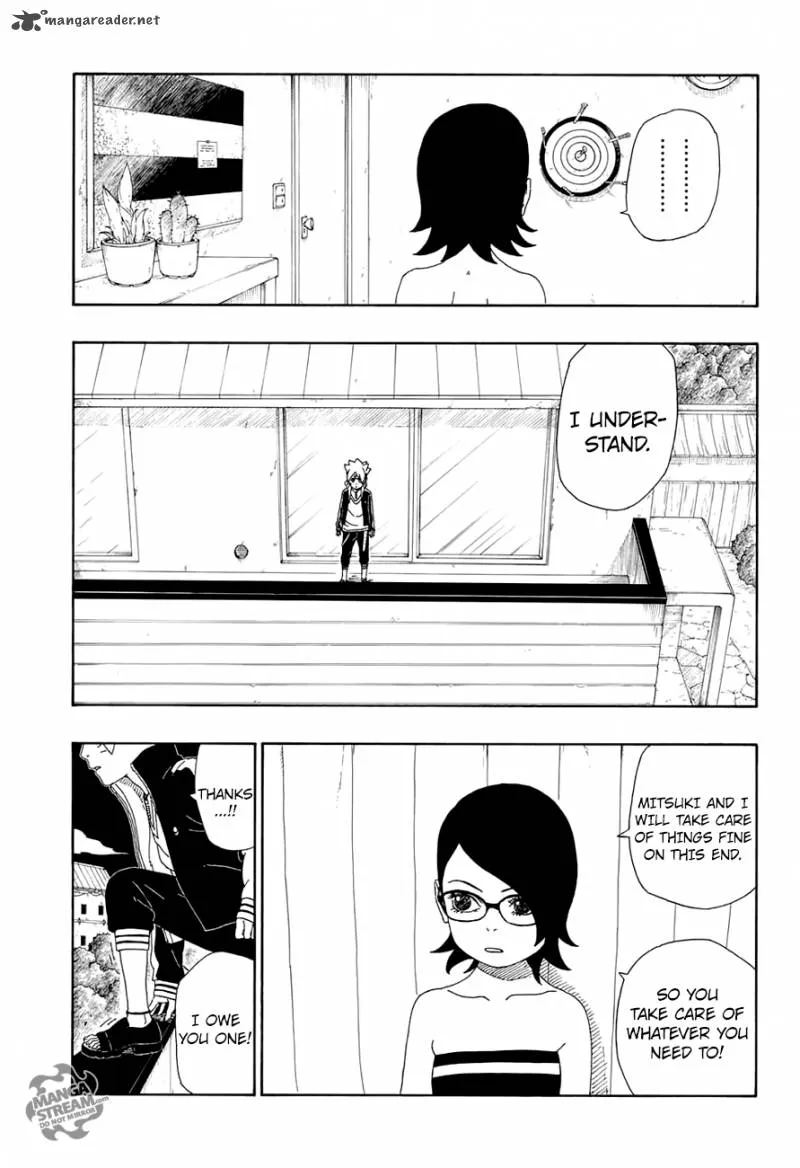 mangareader.net
I UNDER-
STAND.
MITSUKI AND I
WILL TAKE CARE
OF THINGS FINE
ON THIS END.
SO YOU
TAKE CARE OF
WHATEVER YOU
NEED TO!
THANKS
...!!
I OWE
YOU ONE!
MANGA
STREAM.com
DO NOT MIRROR